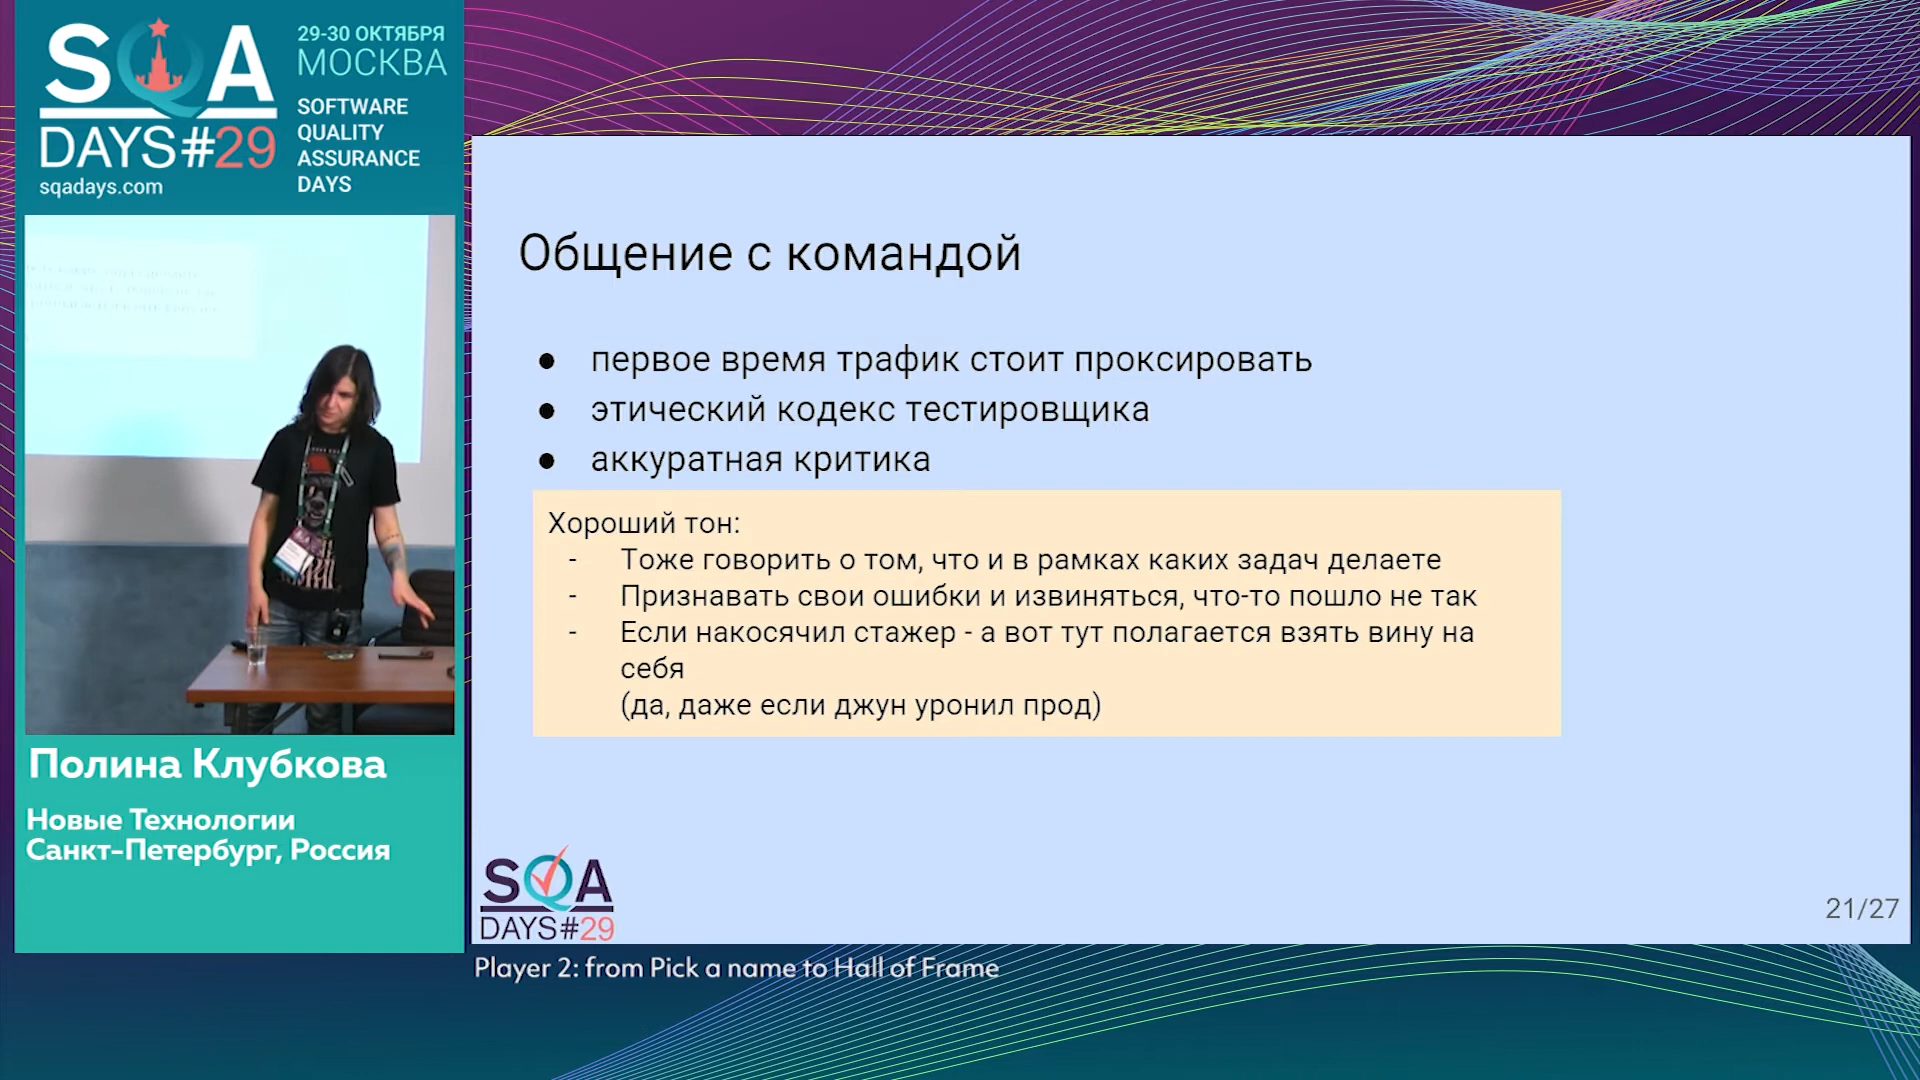 SQA
DAYS#29
sqadays.com
29-30 ОКТЯБРЯ
МОСКВА
SOFTWARE
QUALITY
ASSURANCE
DAYS
Полина Клубкова
Новые Технологии
Санкт-Петербург, Россия
Общение с командой
● первое время трафик стоит проксировать
● этический кодекс тестировщика
● аккуратная критика
Хороший тон:
- Тоже говорить о том, что и в рамках каких задач делаете
- Признавать свои ошибки и извиняться, что-то пошло не так
- Если накосячил стажер - а вот тут полагается взять вину на
себя
(да, даже если джун уронил прод)
SQA
DAYS#29
21/27
Player 2: from Pick a name to Hall of Frame